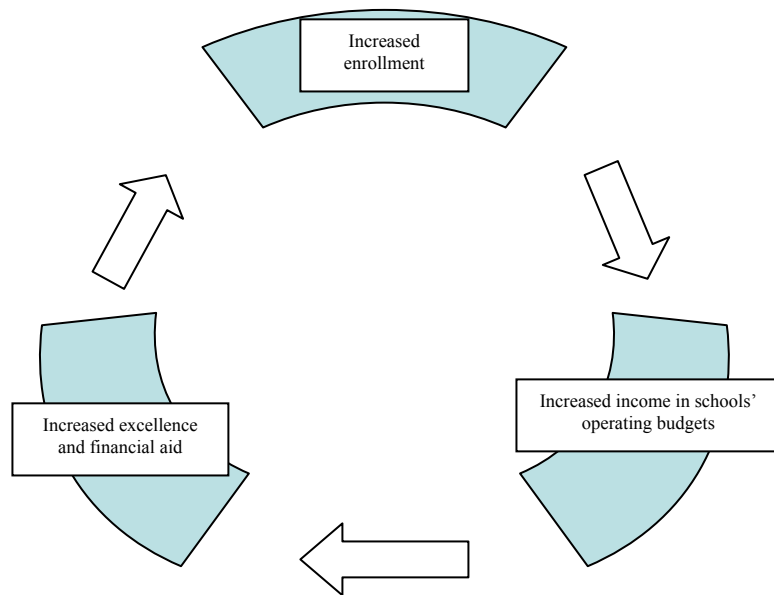 Increased
enrollment
Increased income in schools’
operating budgets
Increased excellence
and financial aid